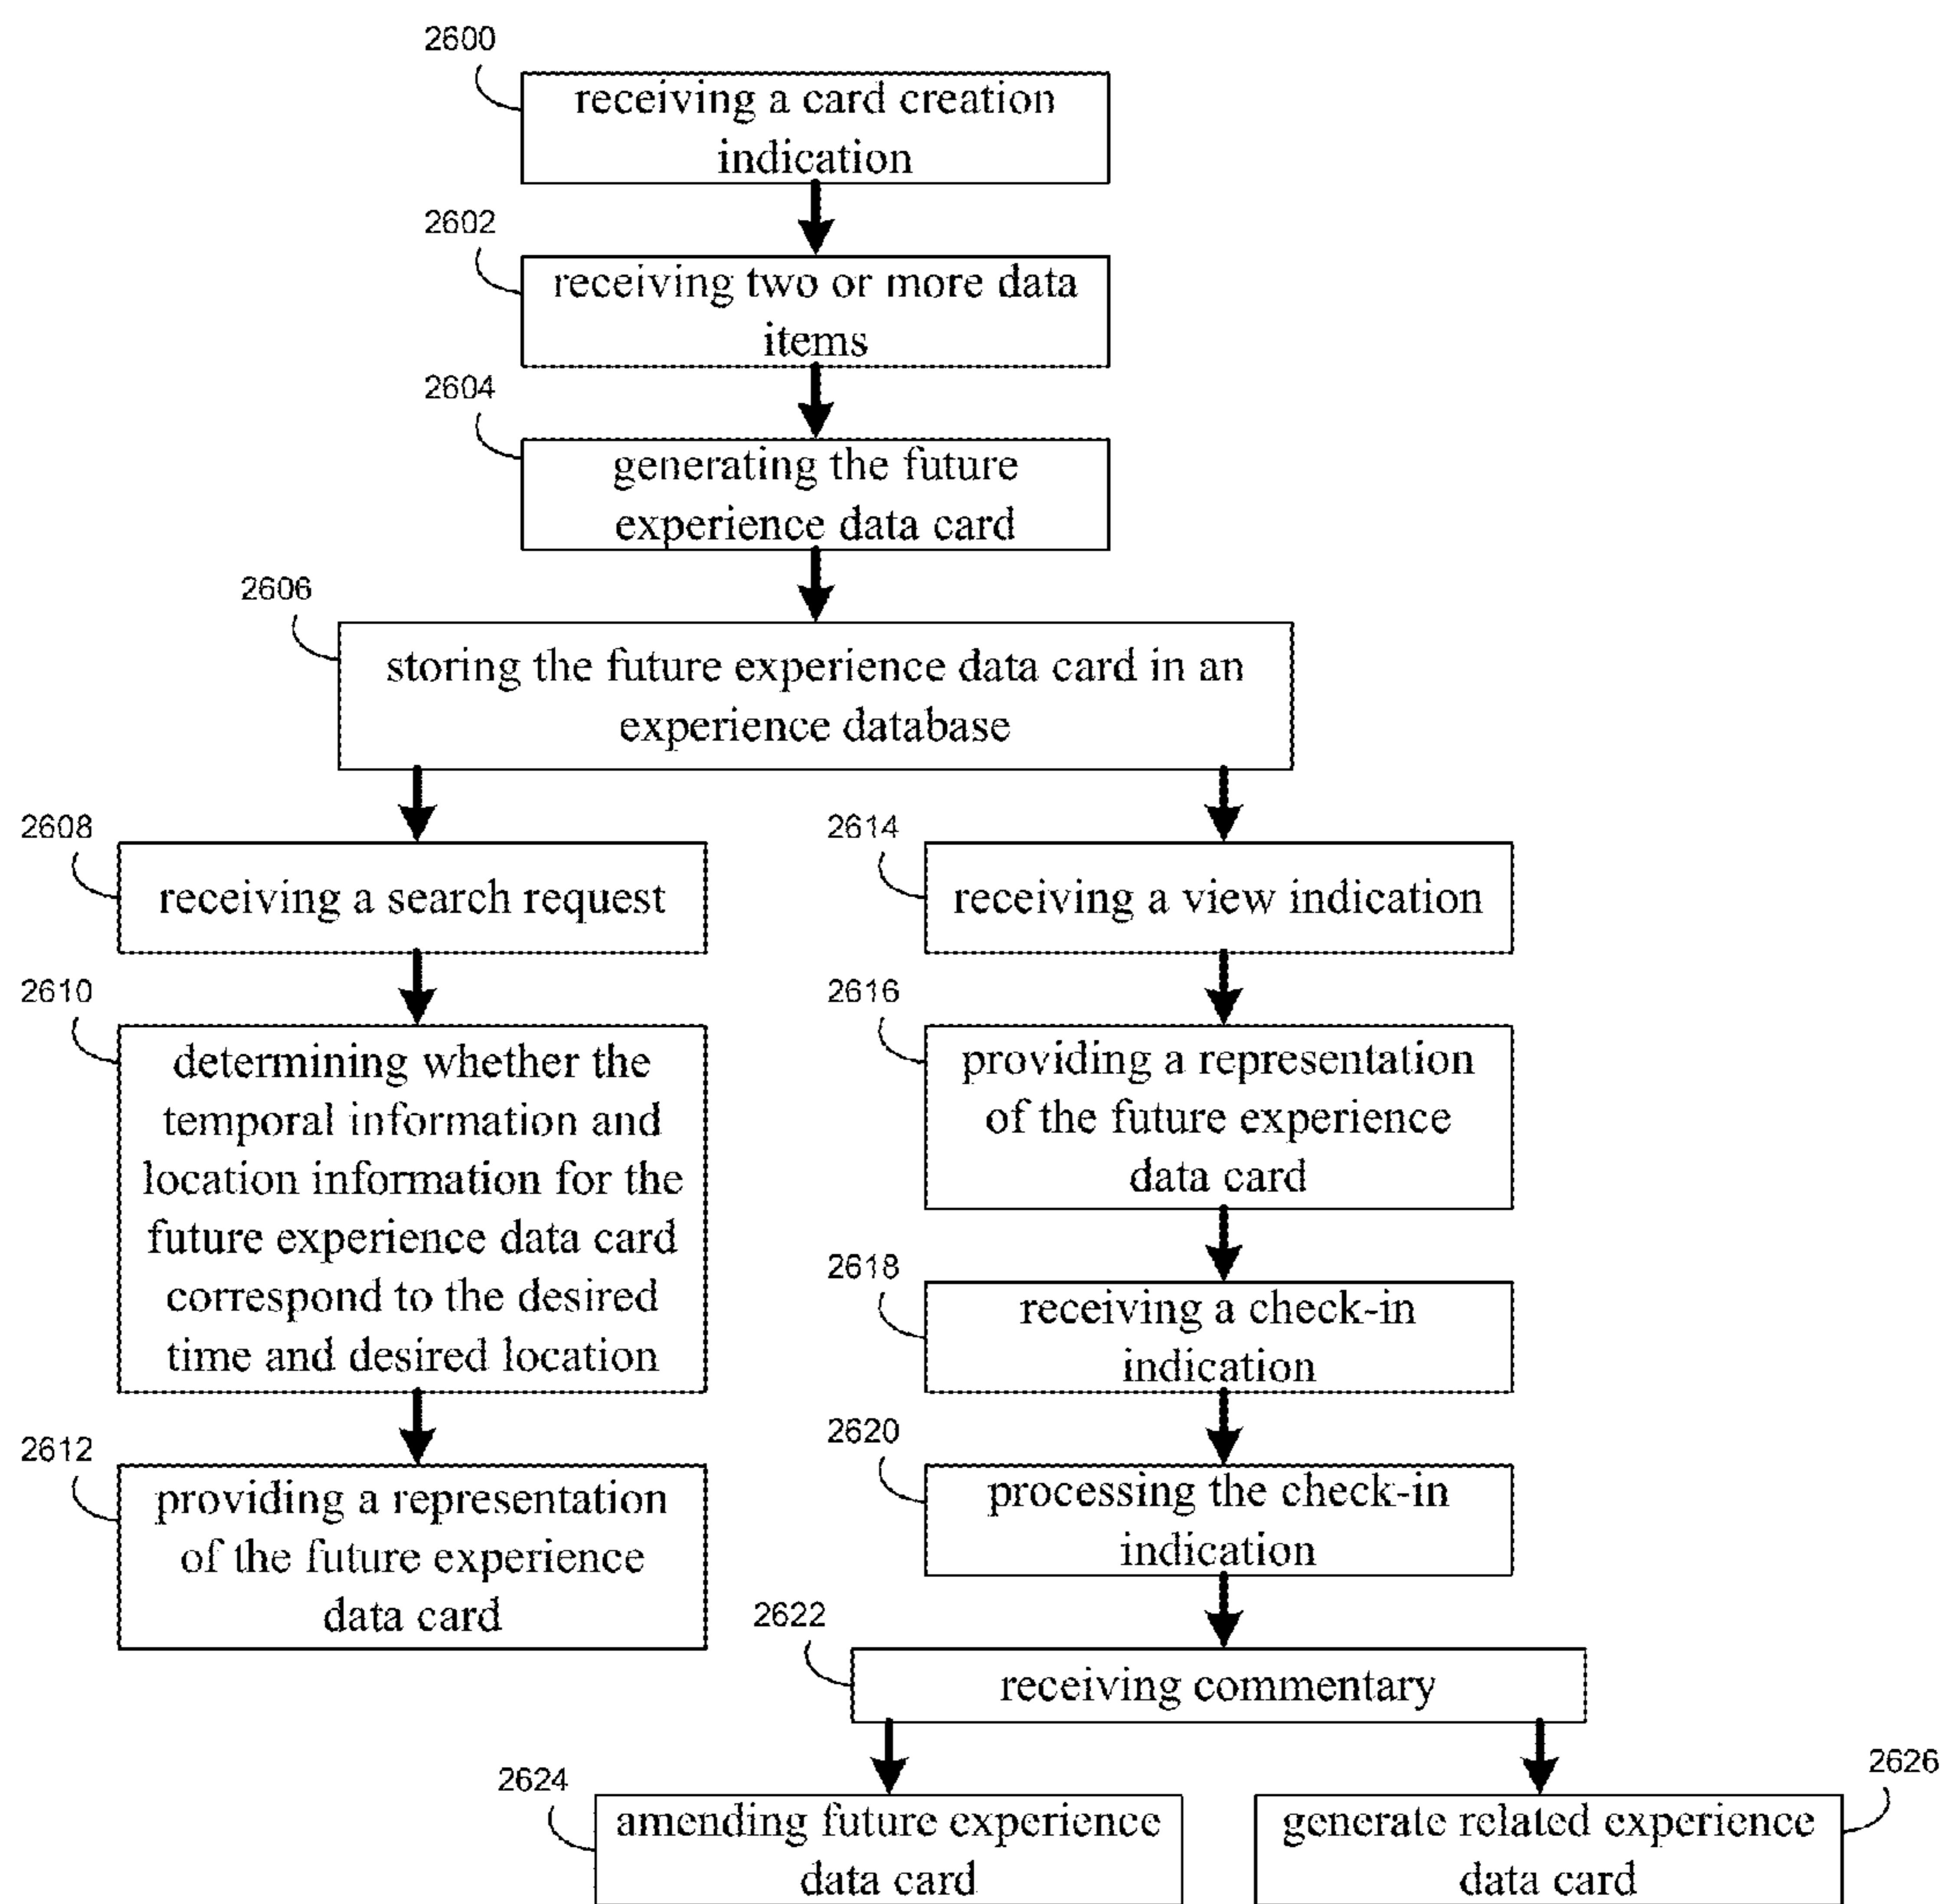 2600
receiving a card creation
indication
2602
receiving two or more data
items
2604
generating the future
experience data card
2606
storing the future experience data card in an
experience database
2608
receiving a search request
2610
determining whether the
temporal information and
location information for the
future experience data card
correspond to the desired
time and desired location
2612
providing a representation
of the future experience
data card
2614
receiving a view indication
2616
providing a representation
of the future experience
data card
2618
receiving a check-in
indication
2620
processing the check-in
indication
2622
receiving commentary
2624
amending future experience
data card
2626
generate related experience
data card